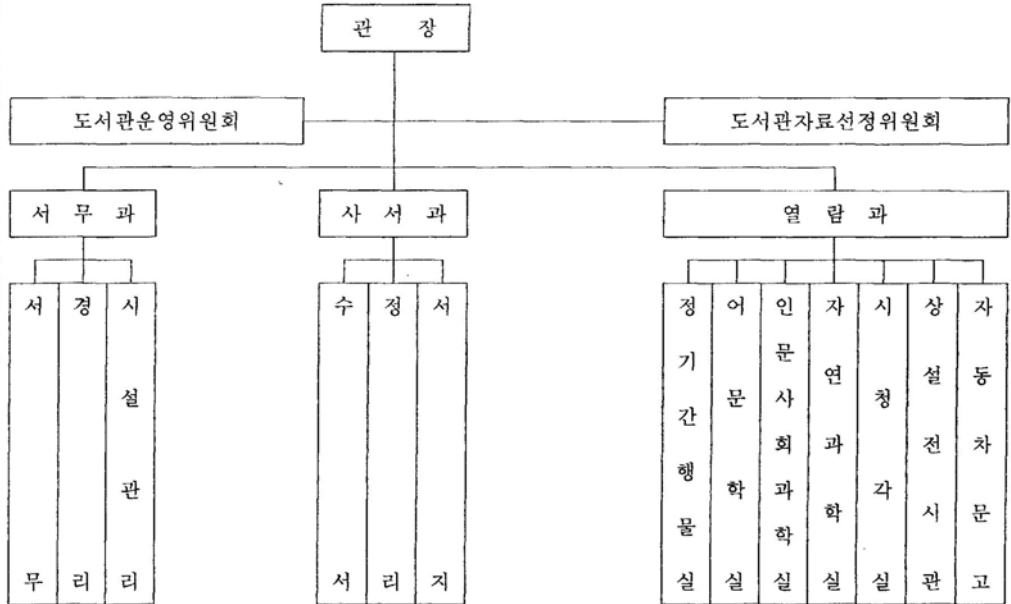 관 장
도서관운영위원회
도서관자료선정위원회
서 무 과
사 서 과
열 람 과
서무
경리
시설관리
수서
정리
서지
정기간행물실
어문학실
인문사회과학실
자연과학실
시청각실
상설전시관
자동차문고